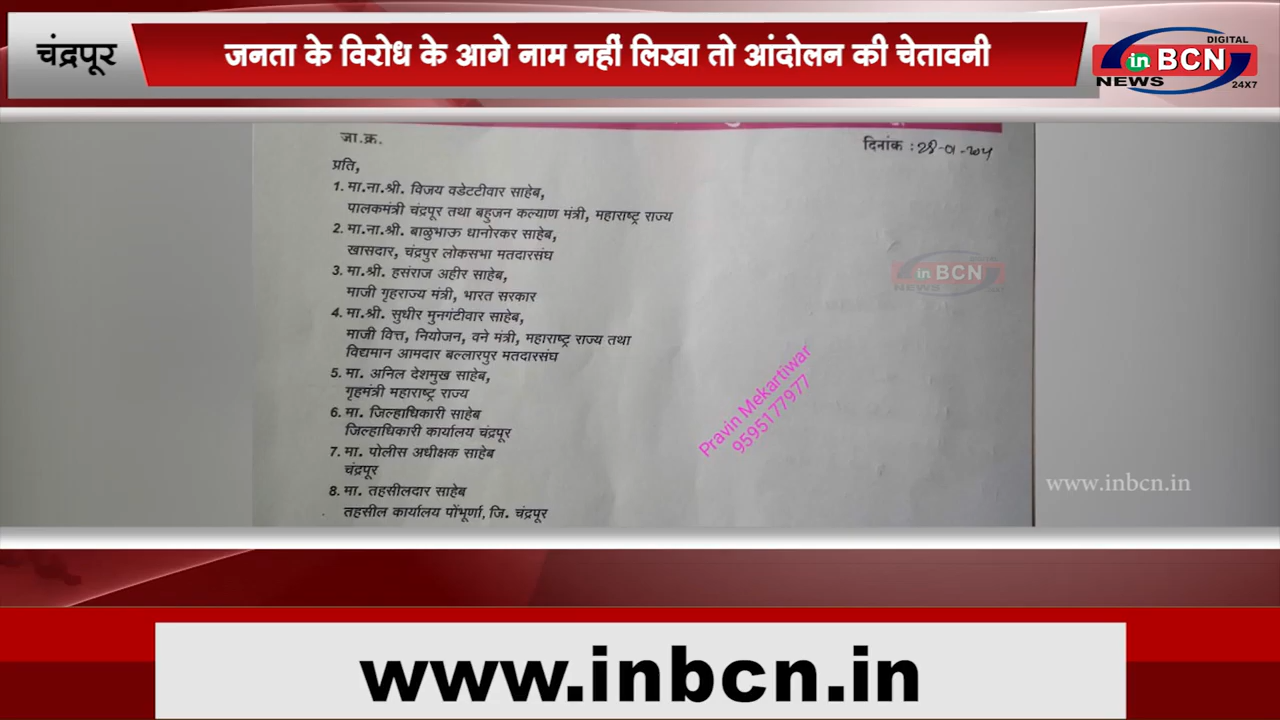 चंद्रपूर
जनता के विरोध के आगे नाम नहीं लिखा तो आंदोलन की चेतावनी
DIGITAL
in BCN
NEWS 24X7
जा.क्र.
दिनांक :
प्रति,
1. मा.ना.श्री. विजय वडेटटीवार साहेब,
पालकमंत्री चंद्रपूर तथा बहुजन कल्याण मंत्री, महाराष्ट्र राज्य
2. मा.ना.श्री. बाळुभाऊ धानोरकर साहेब,
खासदार, चंद्रपुर लोकसभा मतदारसंघ
3. मा.श्री. हसंराज अहीर साहेब,
माजी गृहराज्य मंत्री, भारत सरकार
4. मा.श्री. सुधीर मुनगंटीवार साहेब,
माजी वित्त, नियोजन, वने मंत्री, महाराष्ट्र राज्य तथा
विद्यमान आमदार बल्लारपुर मतदारसंघ
5. मा. अनिल देशमुख साहेब,
गृहमंत्री महाराष्ट्र राज्य
6. मा. जिल्हाधिकारी साहेब
जिल्हाधिकारी कार्यालय चंद्रपूर
7. मा. पोलीस अधीक्षक साहेब
चंद्रपूर
8. मा. तहसीलदार साहेब
तहसील कार्यालय पोंभूर्णा, जि. चंद्रपूर
in BCN
NEWS
Pravin Mekartiwar
9595177977
www.inbcn.in
www.inbcn.in